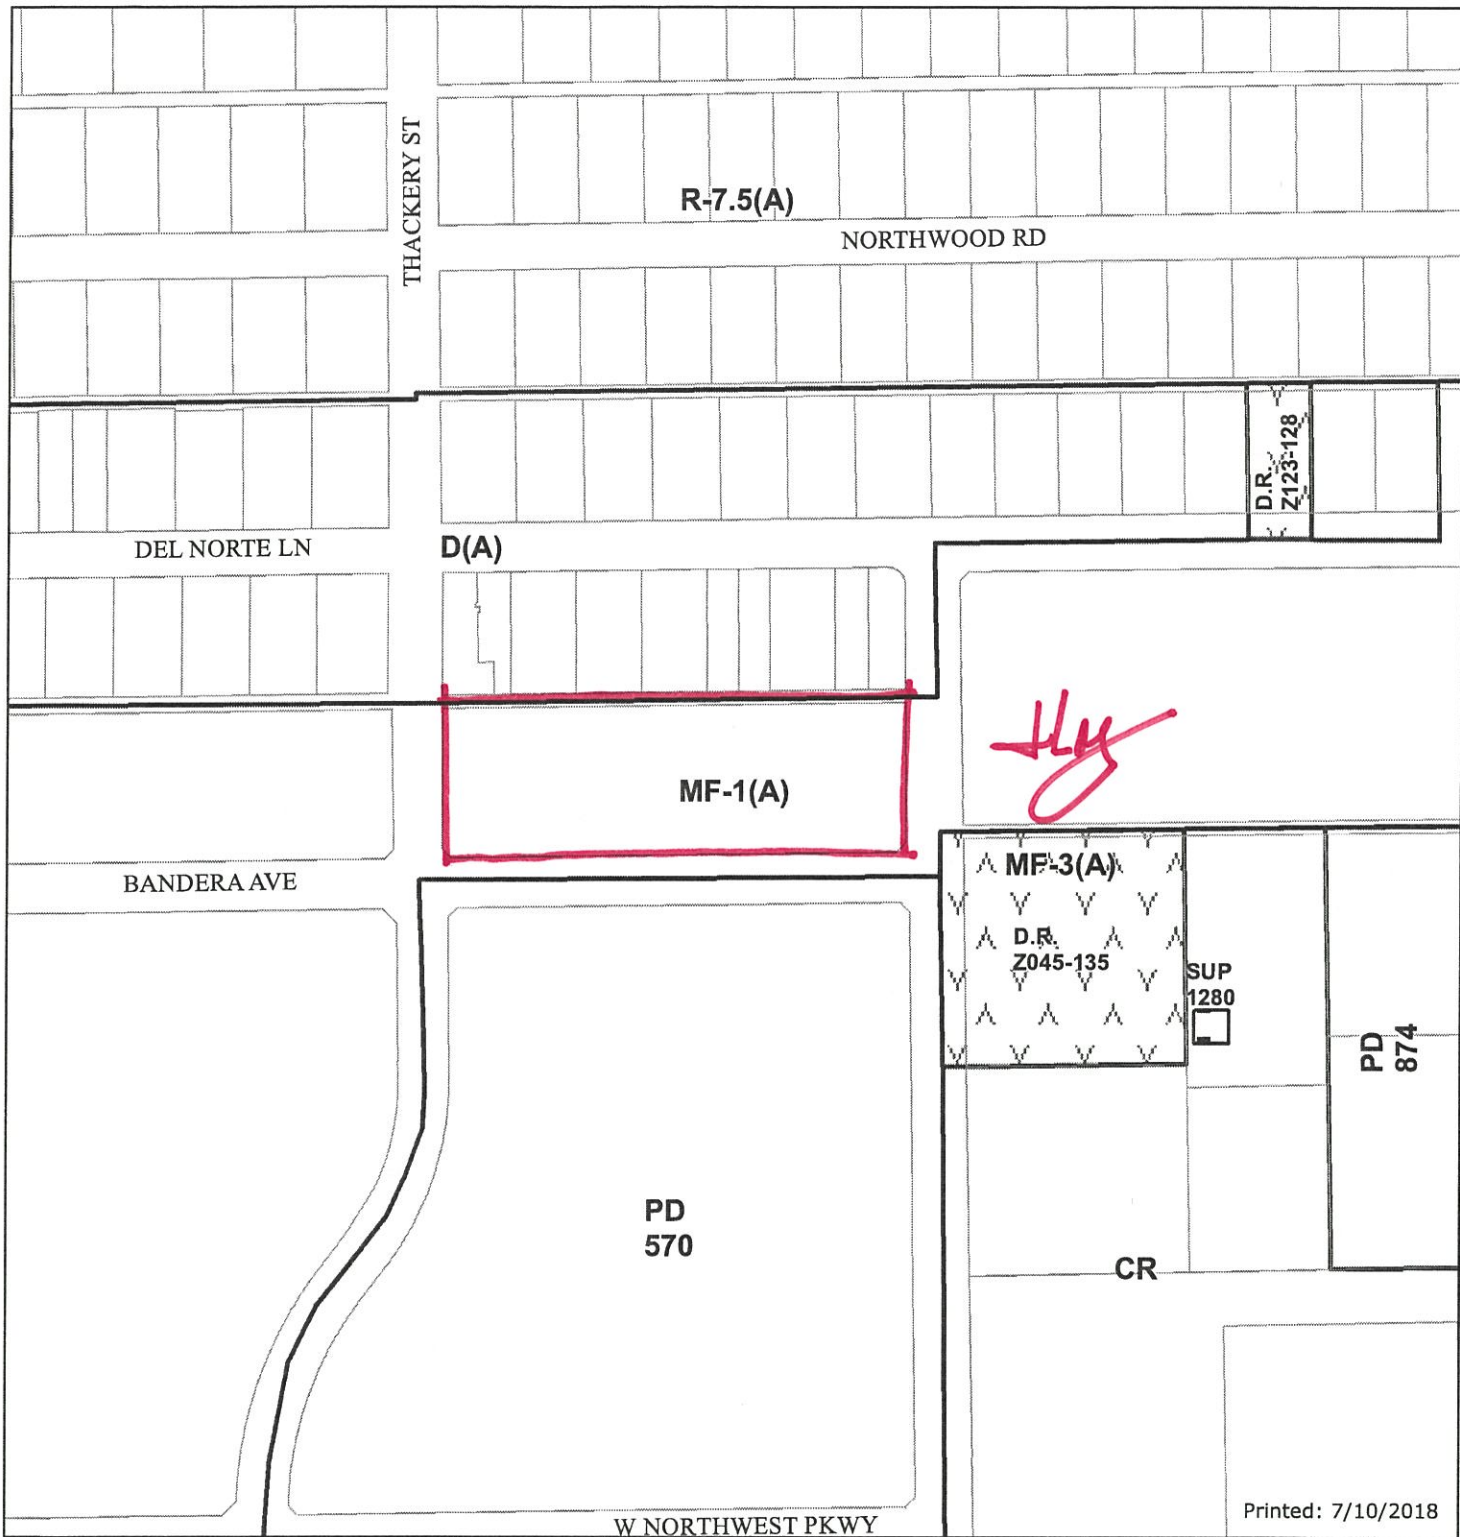 THACKERY ST
R-7.5(A)
NORTHWOOD RD
D.R.
Z123-128
DEL NORTE LN
D(A)
MF-1(A)
BANDERA AVE
MF-3(A)
D.R.
Z045-135
SUP
1280
PD
874
PD
570
CR
W NORTHWEST PKWY
Printed: 7/10/2018